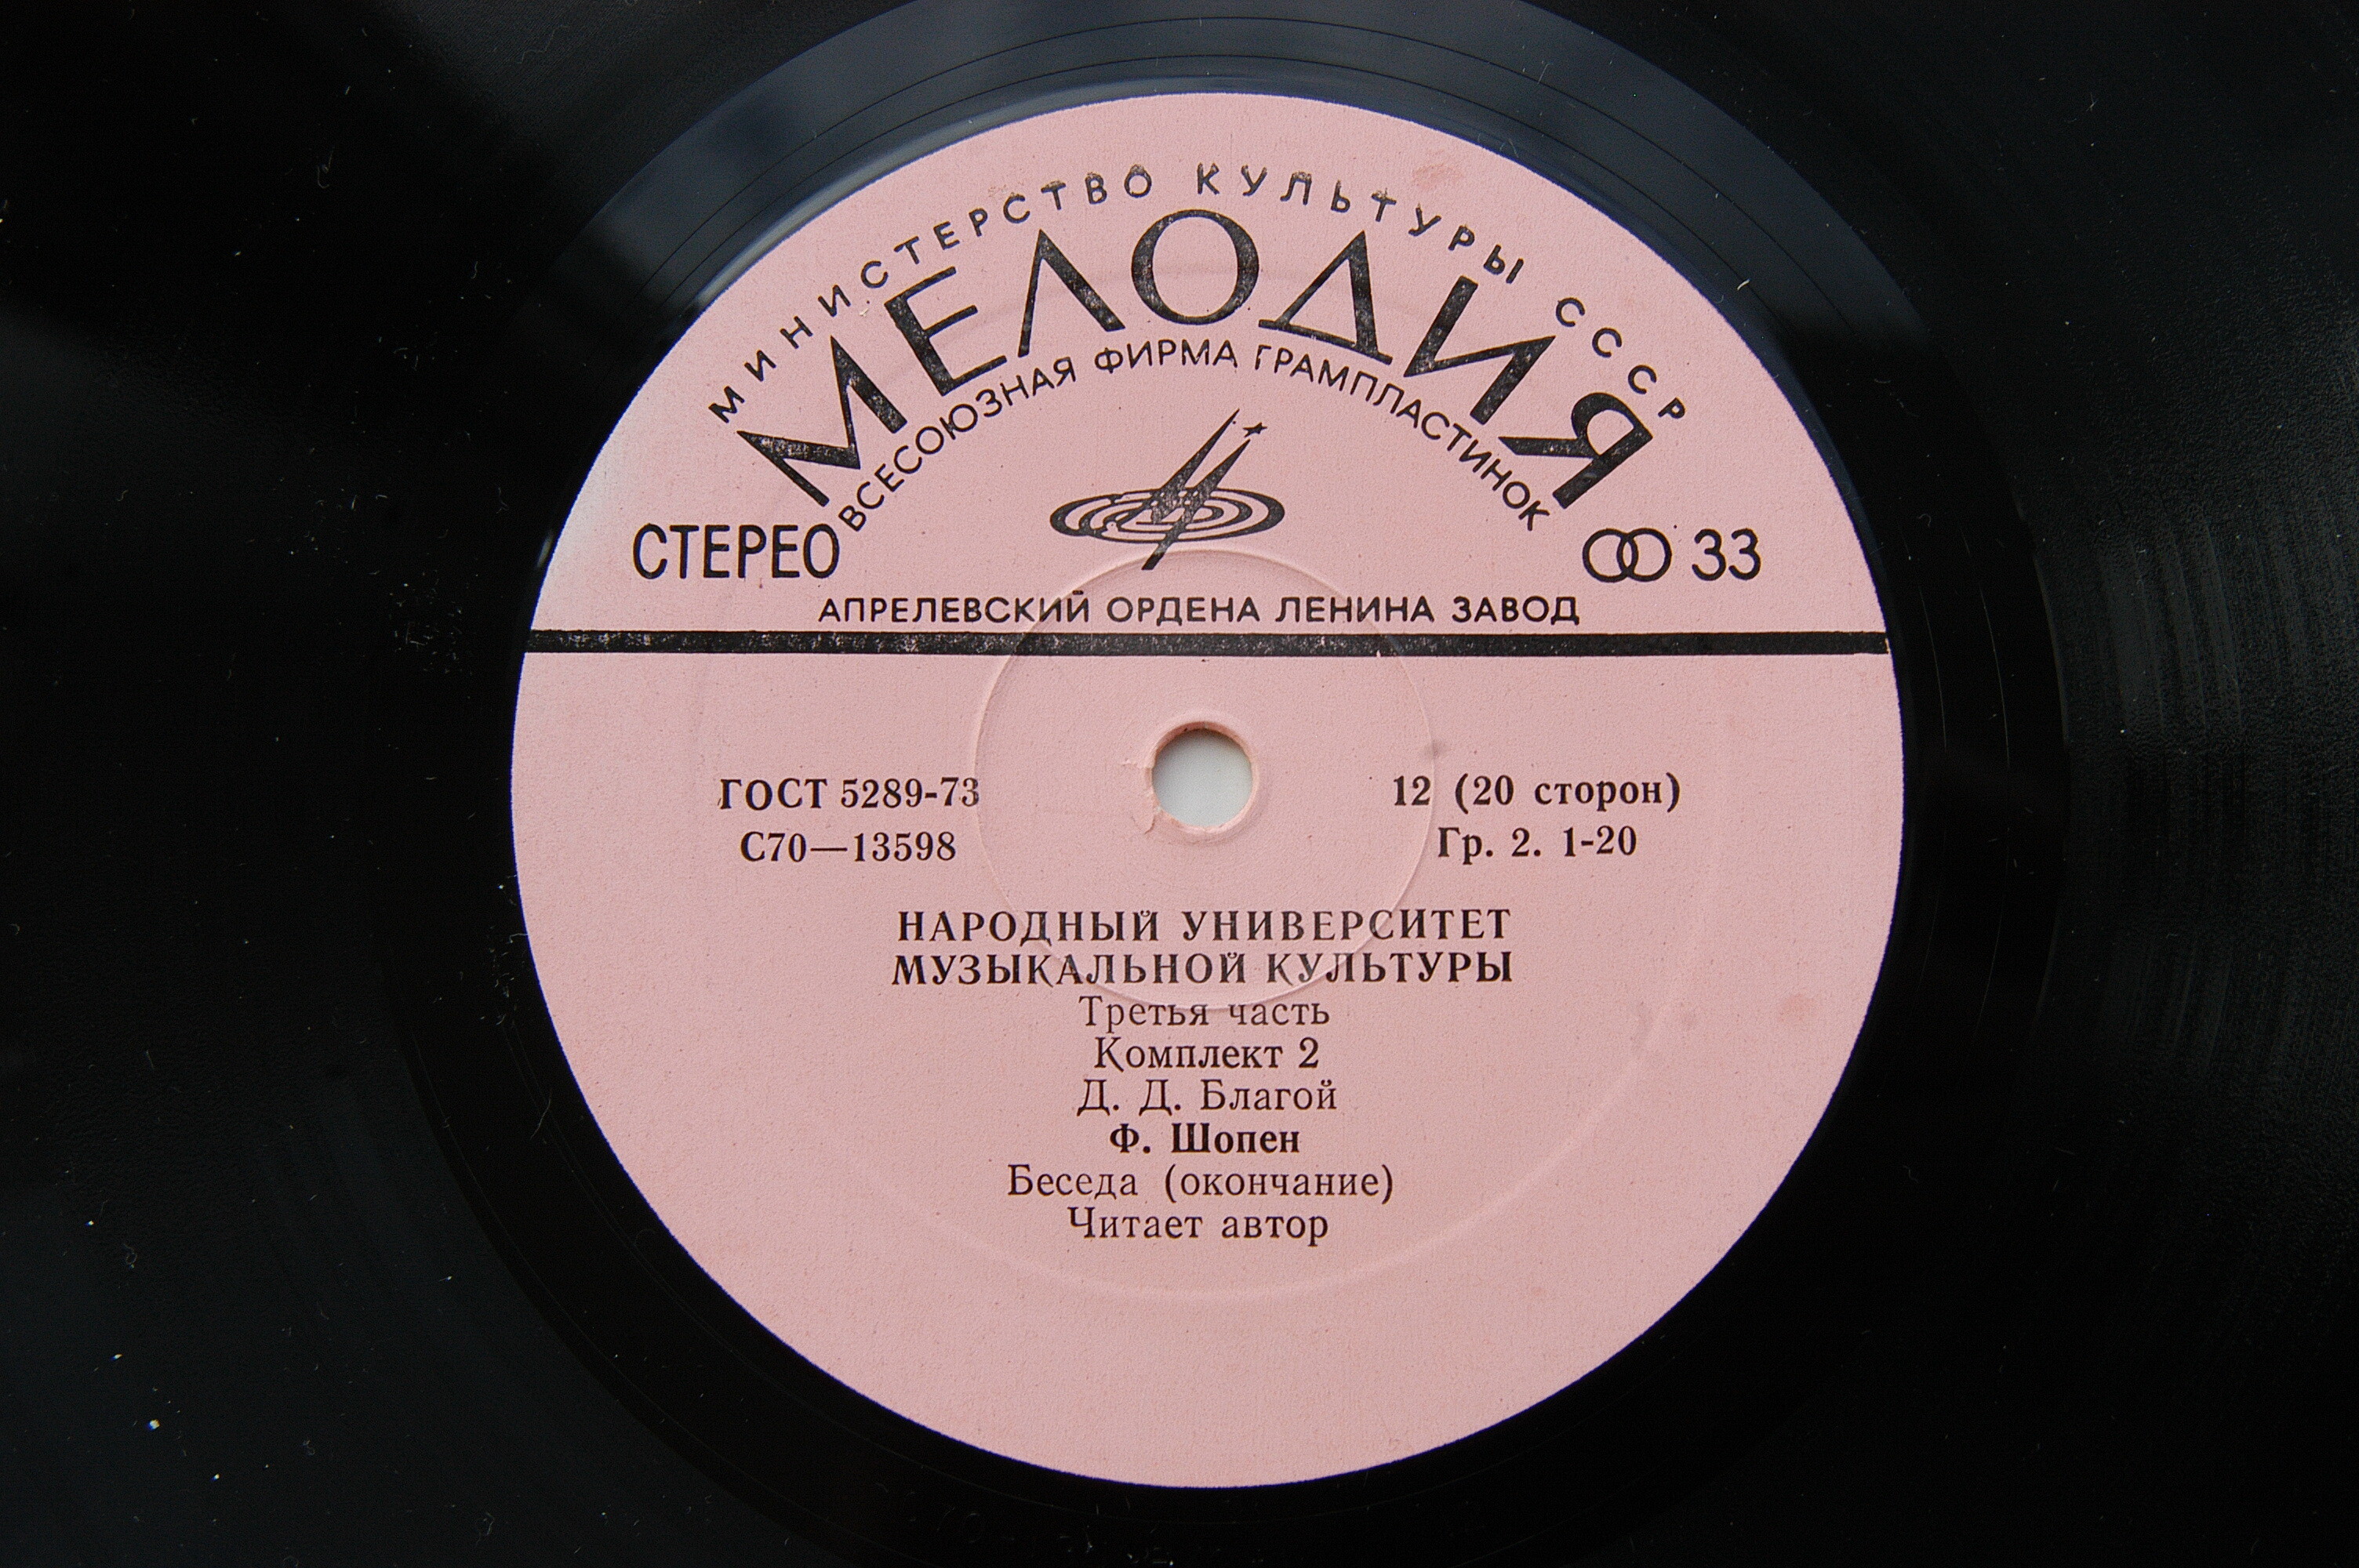 МИНИСТЕРСТВО КУЛЬТУРЫ СССР
МЕЛОДИЯ
ВСЕСОЮЗНАЯ ФИРМА ГРАМПЛАСТИНОК
СТЕРЕО
33
АПРЕЛЕВСКИЙ ОРДЕНА ЛЕНИНА ЗАВОД
ГОСТ 5289-73
С70—13598
12 (20 сторон)
Гр. 2. 1-20
НАРОДНЫЙ УНИВЕРСИТЕТ
МУЗЫКАЛЬНОЙ КУЛЬТУРЫ
Третья часть
Комплект 2
Д. Д. Благой
Ф. Шопен
Беседа (окончание)
Читает автор